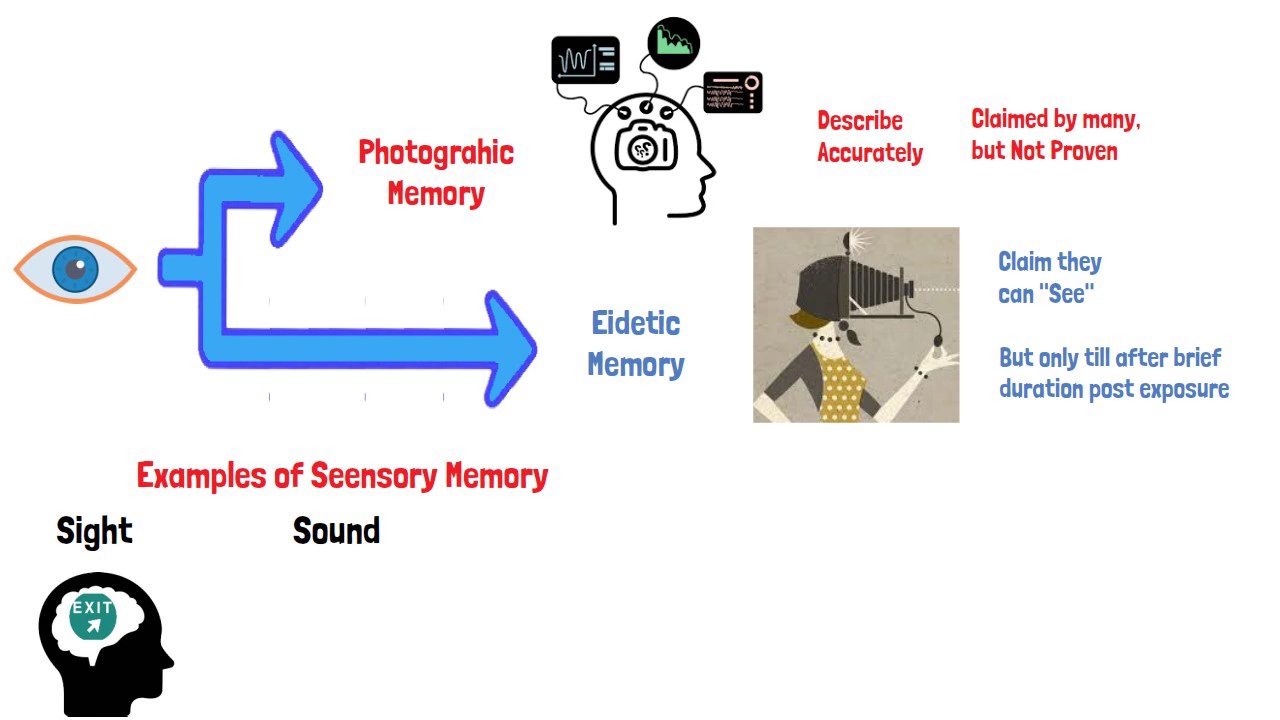 Photograhic
Memory
Describe
Accurately
Claimed by many,
but Not Proven
Eidetic
Memory
Claim they
can "See"
But only till after brief
duration post exposure
Examples of Seensory Memory
Sight
Sound
EXIT